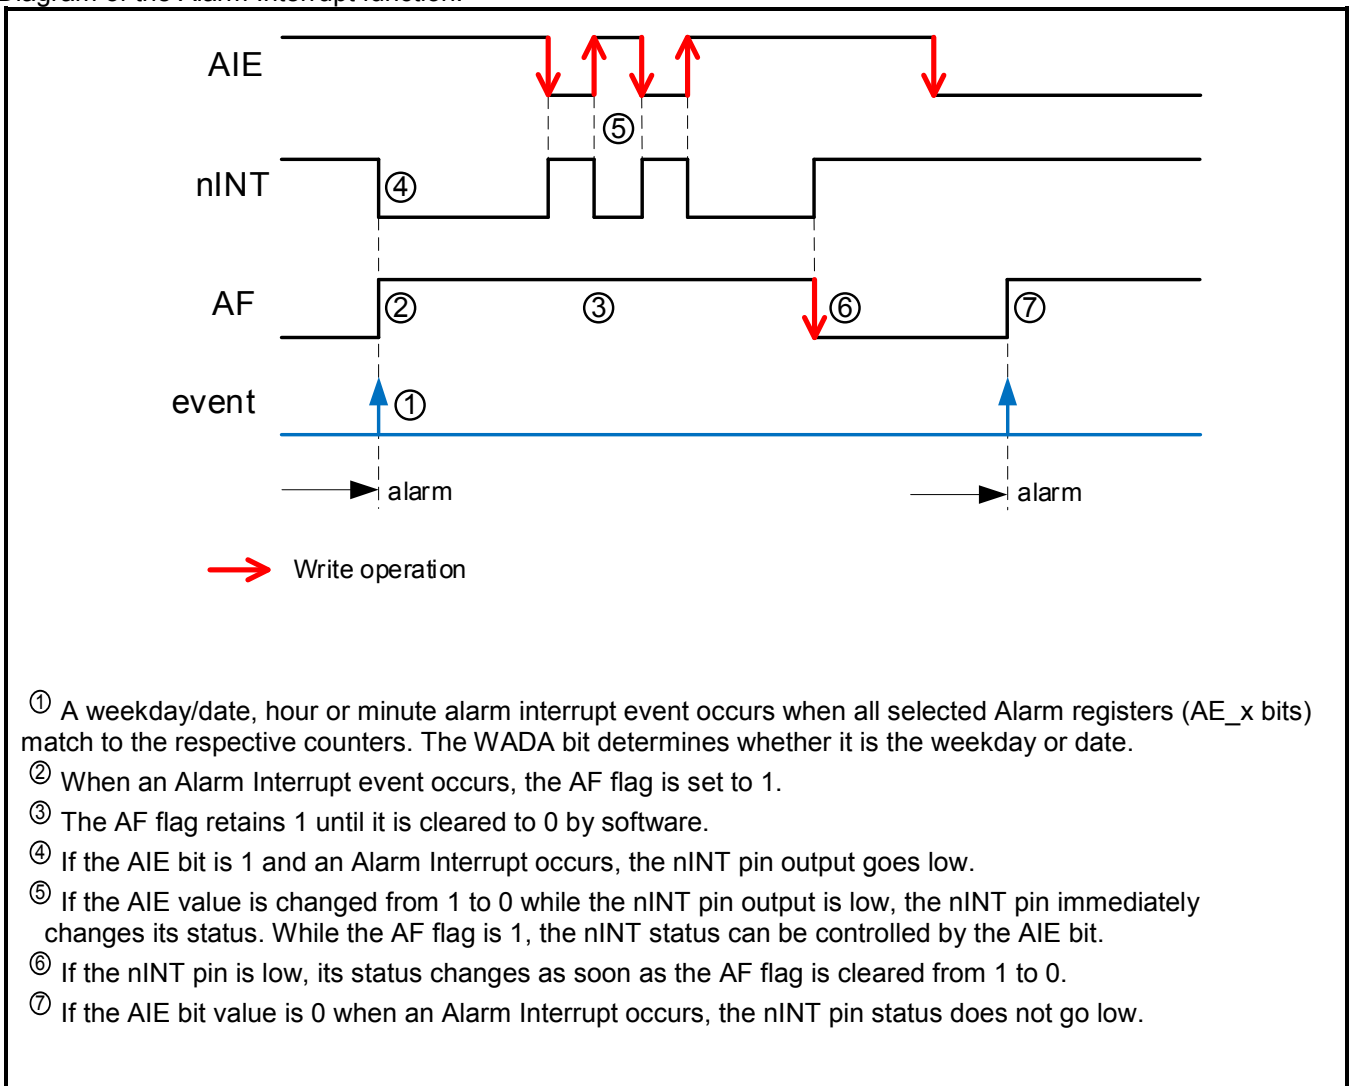 Diagram of the Alarm Interrupt function:
AIE
⑤
nINT
④
AF
② ③ ⑥ ⑦
event
①
alarm alarm
Write operation
① A weekday/date, hour or minute alarm interrupt event occurs when all selected Alarm registers (AE_x bits)
match to the respective counters. The WADA bit determines whether it is the weekday or date.
② When an Alarm Interrupt event occurs, the AF flag is set to 1.
③ The AF flag retains 1 until it is cleared to 0 by software.
④ If the AIE bit is 1 and an Alarm Interrupt occurs, the nINT pin output goes low.
⑤ If the AIE value is changed from 1 to 0 while the nINT pin output is low, the nINT pin immediately
changes its status. While the AF flag is 1, the nINT status can be controlled by the AIE bit.
⑥ If the nINT pin is low, its status changes as soon as the AF flag is cleared from 1 to 0.
⑦ If the AIE bit value is 0 when an Alarm Interrupt occurs, the nINT pin status does not go low.